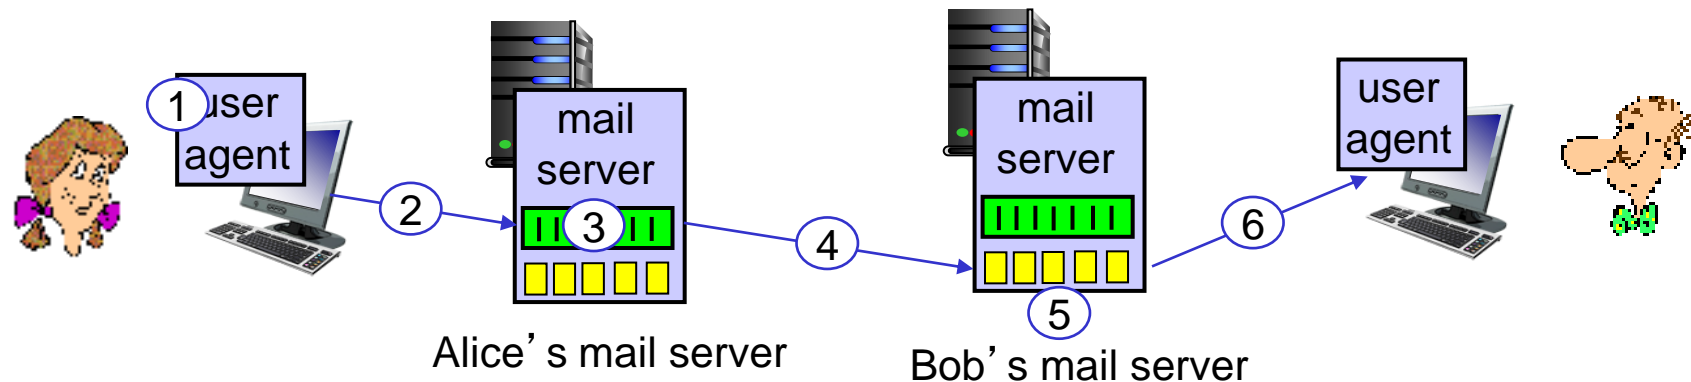 1
user
agent
2
mail
server
3
Alice’s mail server
4
mail
server
5
Bob’s mail server
6
user
agent